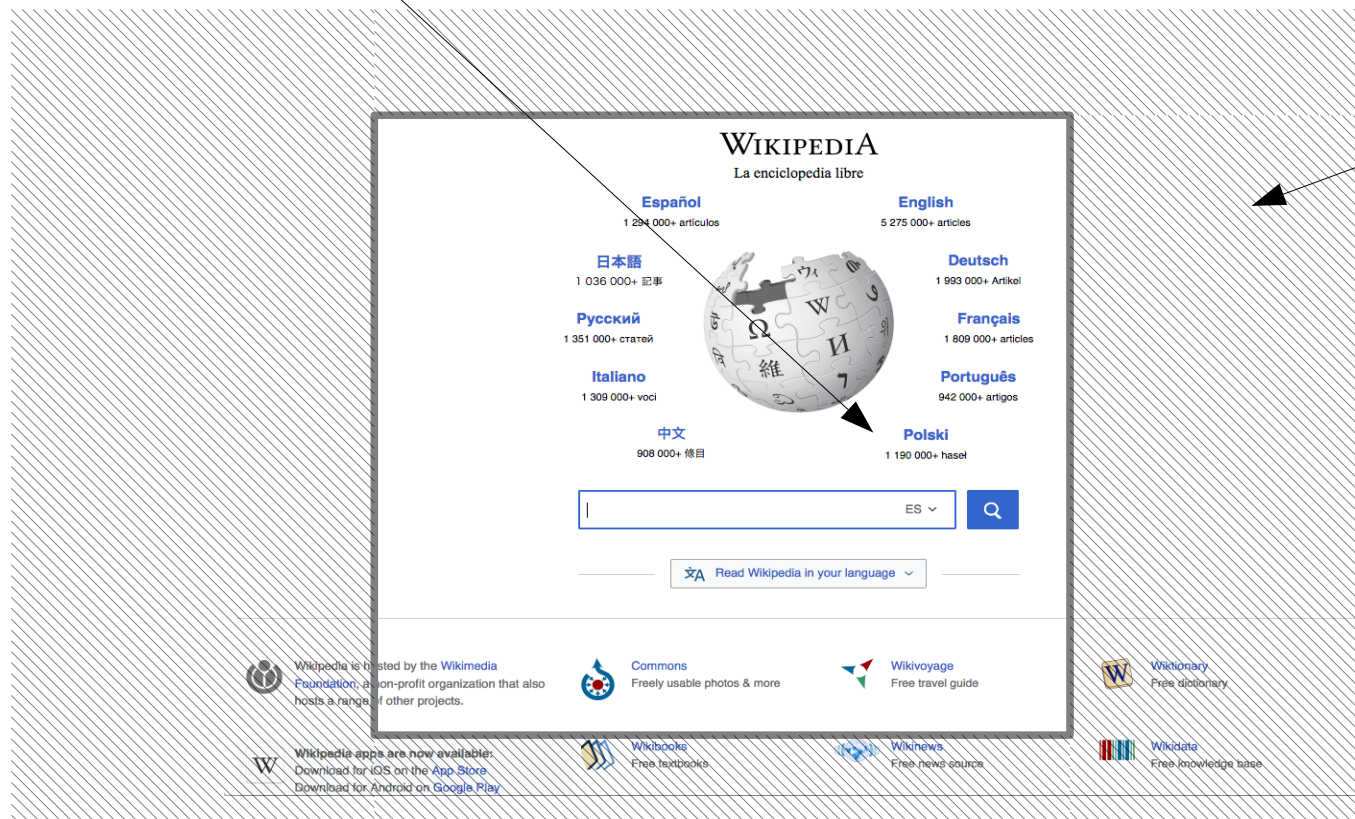 WIKIPEDIA
La enciclopedia libre
Español
1 294 000+ artículos
English
5 275 000+ articles
日本語
1 036 000+ 記事
Deutsch
1 993 000+ Artikel
Русский
1 351 000+ статей
Français
1 809 000+ articles
Italiano
1 309 000+ voci
Português
942 000+ artigos
中文
908 000+ 條目
Polski
1 190 000+ haseł
Ω
W
И
維
ウィ
7
ES
文A Read Wikipedia in your language
Wikipedia is hosted by the Wikimedia
Foundation, a non-profit organization that also
hosts a range of other projects.
Commons
Freely usable photos & more
Wikivoyage
Free travel guide
W
Wiktionary
Free dictionary
W
Wikipedia apps are now available:
Download for iOS on the App Store
Download for Android on Google Play
Wikibooks
Free textbooks
Wikinews
Free news source
Wikidata
Free knowledge base